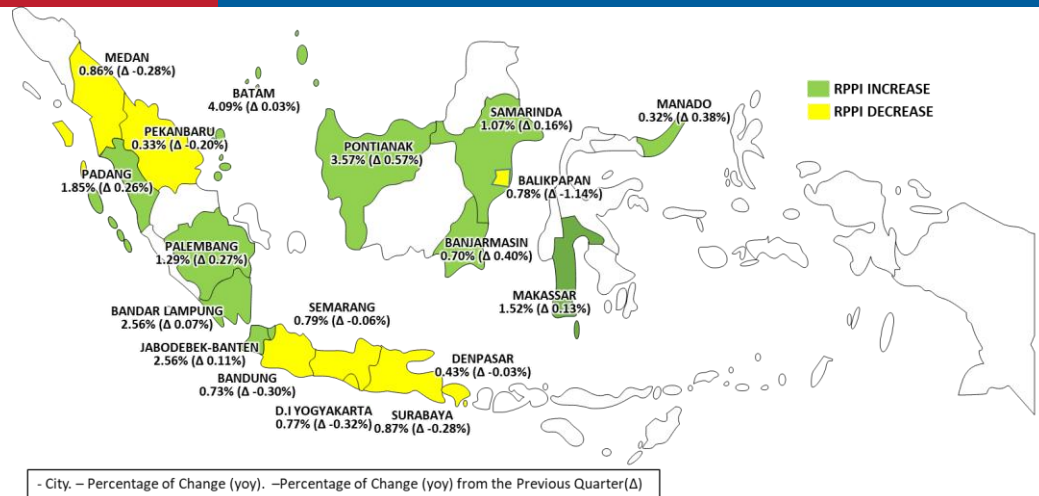 MEDAN
0.86% (Δ -0.28%)
BATAM
4.09% (Δ 0.03%)
RPPI INCREASE
RPPI DECREASE
MANADO
0.32% (Δ 0.38%)
SAMARINDA
1.07% (Δ 0.16%)
PEKANBARU
0.33% (Δ -0.20%)
PONTIANAK
3.57% (Δ 0.57%)
PADANG
1.85% (Δ 0.26%)
BALIKPAPAN
0.78% (Δ -1.14%)
PALEMBANG
1.29% (Δ 0.27%)
BANJARMASIN
0.70% (Δ 0.40%)
MAKASSAR
1.52% (Δ 0.13%)
BANDAR LAMPUNG
2.56% (Δ 0.07%)
SEMARANG
0.79% (Δ -0.06%)
JABODEBEK-BANTEN
2.56% (Δ 0.11%)
DENPASAR
0.43% (Δ -0.03%)
BANDUNG
0.73% (Δ -0.30%)
D.I YOGYAKARTA
0.77% (Δ -0.32%)
SURABAYA
0.87% (Δ -0.28%)
- City. – Percentage of Change (yoy). –Percentage of Change (yoy) from the Previous Quarter(Δ)